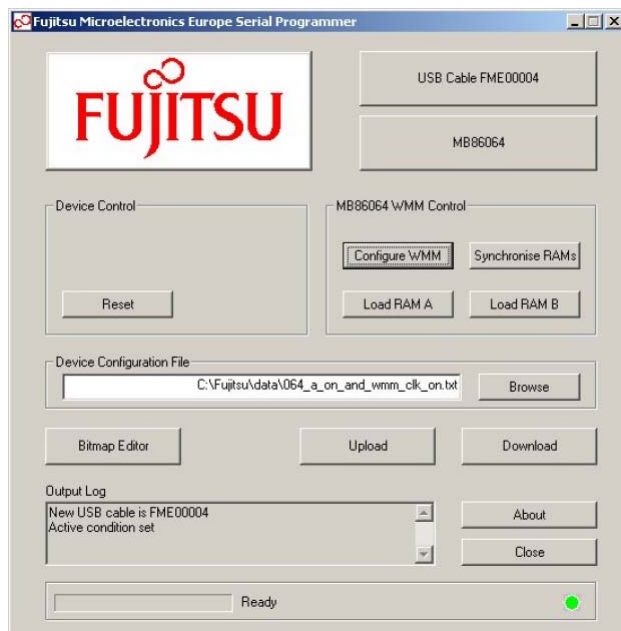 Fujitsu Microelectronics Europe Serial Programmer
FUJITSU
USB Cable FME00004
MB86064
Device Control
MB86064 WMM Control
Configure WMM
Synchronise RAMs
Reset
Load RAM A
Load RAM B
Device Configuration File
C:\Fujitsu\data\064_a_on_and_wmm_clk_on.txt
Browse
Bitmap Editor
Upload
Download
Output Log
New USB cable is FME00004
Active condition set
About
Close
Ready